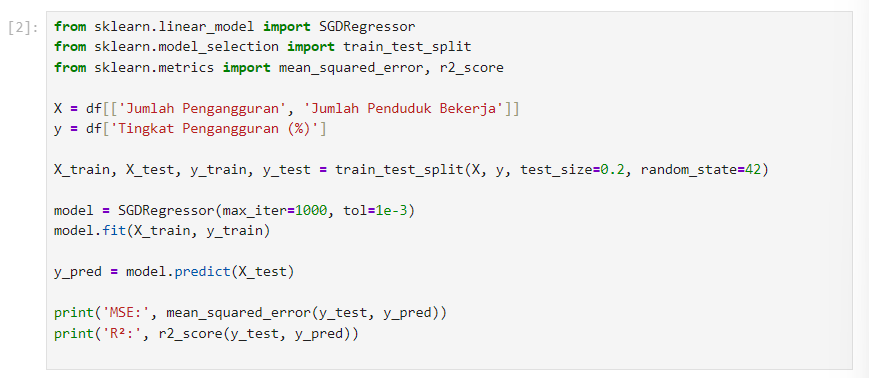 [2]:
from sklearn.linear_model import SGDRegressor
from sklearn.model_selection import train_test_split
from sklearn.metrics import mean_squared_error, r2_score
X = df[['Jumlah Pengangguran', 'Jumlah Penduduk Bekerja']]
y = df['Tingkat Pengangguran (%)']
X_train, X_test, y_train, y_test = train_test_split(X, y, test_size=0.2, random_state=42)
model = SGDRegressor(max_iter=1000, tol=1e-3)
model.fit(X_train, y_train)
y_pred = model.predict(X_test)
print('MSE:', mean_squared_error(y_test, y_pred))
print('R²:', r2_score(y_test, y_pred))